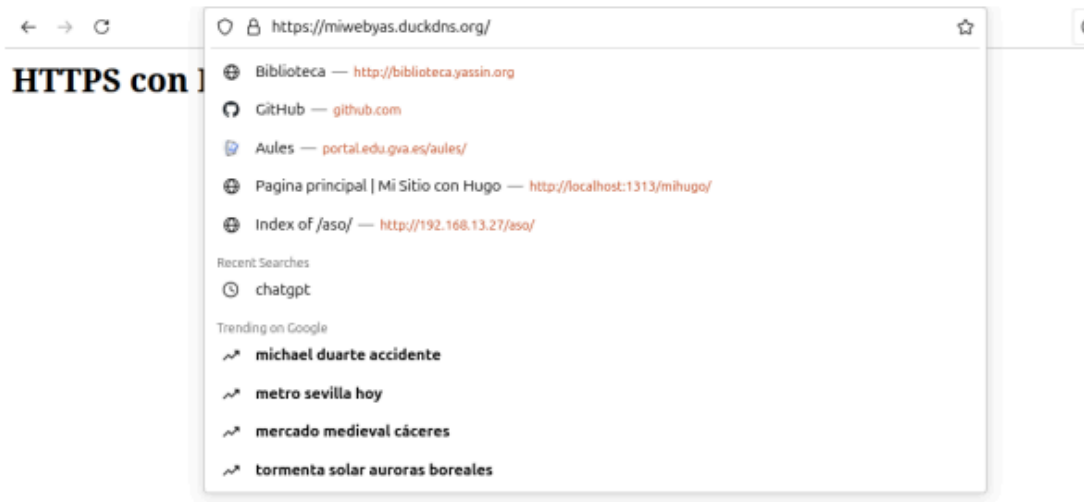 https://miwebyas.duckdns.org/
HTTPS con
Biblioteca — http://biblioteca.yassin.org
GitHub — github.com
Aules — portal.edu.gva.es/aules/
Pagina principal | Mi Sitio con Hugo — http://localhost:1313/mihugo/
Index of /aso/ — http://192.168.13.27/aso/
Recent Searches
chatgpt
Trending on Google
michael duarte accidente
metro sevilla hoy
mercado medieval cáceres
tormenta solar auroras boreales